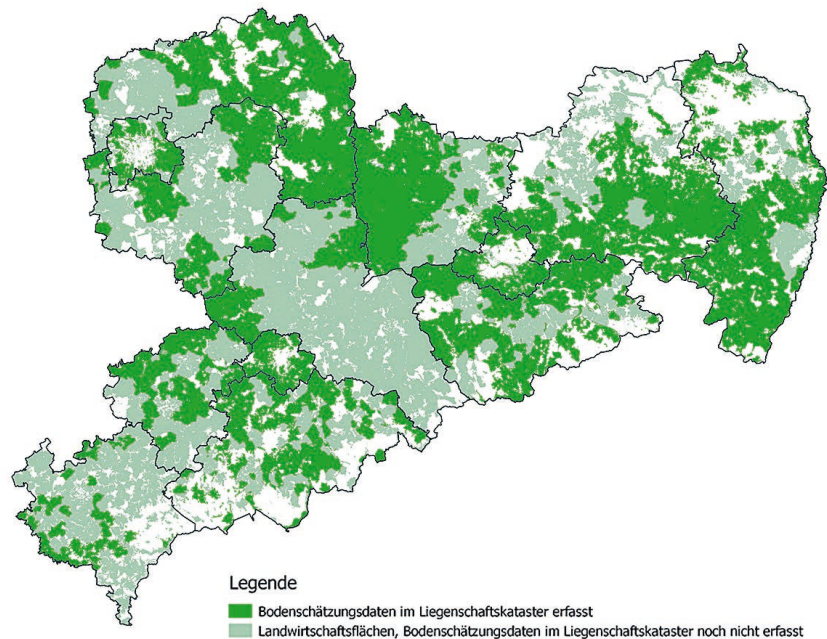 Legende
Bodenschätzungsdaten im Liegenschaftskataster erfasst
Landwirtschaftsflächen, Bodenschätzungsdaten im Liegenschaftskataster noch nicht erfasst